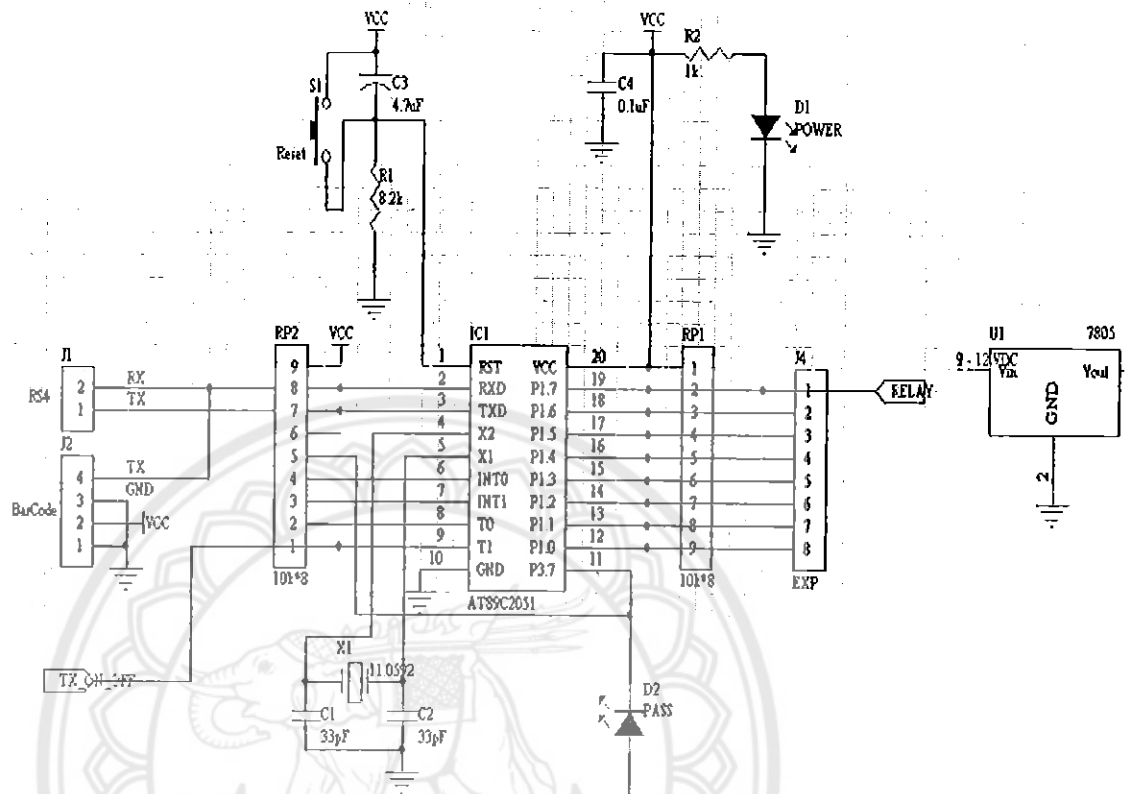 VCC
C3
4.7uF
S1
Reset
R1
8.2k
VCC
R2
1k
C4
0.1uF
D1
POWER
J1
RS4
2
1
RX
TX
J2
BarCode
4
3
2
1
TX
GND
VCC
RP2
9
8
7
6
5
4
3
2
1
10k*8
VCC
IC1
1
2
3
4
5
6
7
8
9
10
RST
RXD
TXD
X2
X1
INT0
INT1
T0
T1
GND
VCC
P1.7
P1.6
P1.5
P1.4
P1.3
P1.2
P1.1
P1.0
P3.7
20
19
18
17
16
15
14
13
12
11
AT89C2051
RP1
1
2
3
4
5
6
7
8
9
10k*8
J4
1
2
3
4
5
6
7
8
EXP
RELAY
U1
7805
9 - 12VDC
Vin
Vout
GND
2
TX_ON_OFF
X1
11.0592
C1
33pF
C2
33pF
D2
PASS